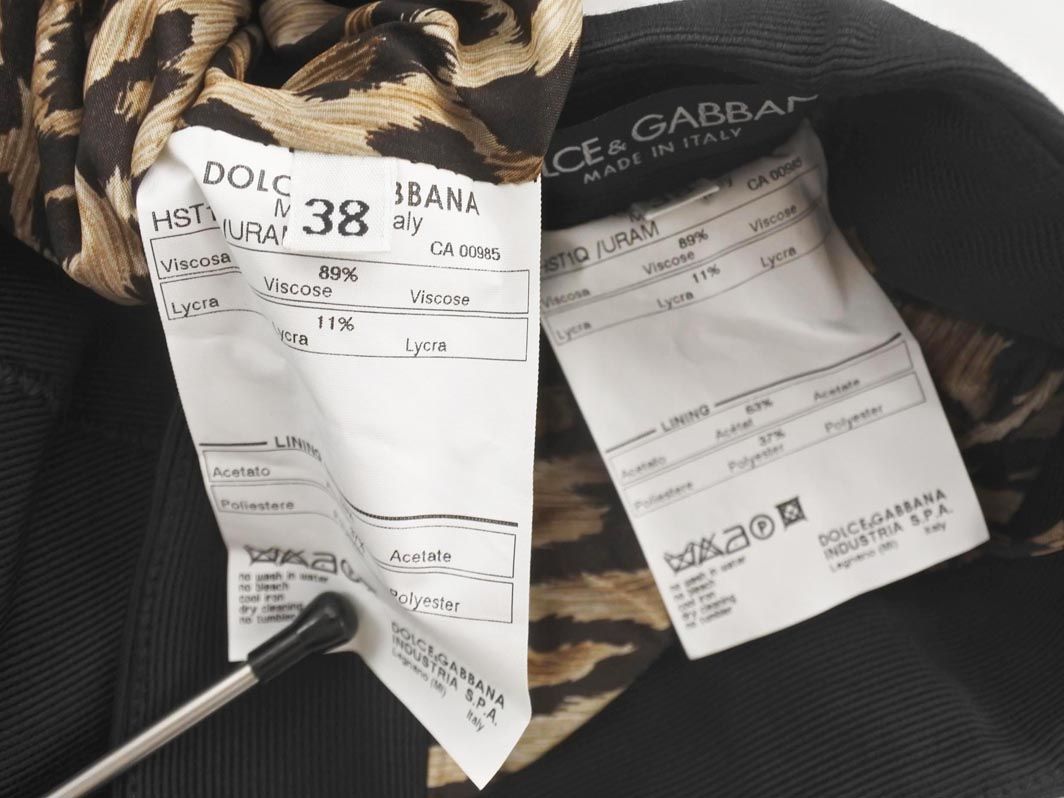 DOLC
BBANA
M
38
aly
HST1
/URAM
CA 00985
89%
Viscosa Viscose Viscose
11%
Lycra ycra Lycra
LINING
Acetato
Acetate
Poliestere
Polyester
no wash in water
no bleach
cool iron
dry cleaning
no tumbler
DOLCE&GABBANA
INDUSTRIA S.P.A.
Legnano (MI) Italy
LCE & GABBAN
MADE IN ITALY
CA 00985
HST1Q /URAM
89%
Viscosa Viscose Viscose
11%
Lycra Lycra Lycra
LINING
63%
Acetato Acétat Acetate
37%
Poliestere Polyester Polyester
P
no wash in water
no bleach
cool iron
dry cleaning
no tumbler
DOLCE&GABBANA
INDUSTRIA S.P.A.
Legnano (MI) Italy